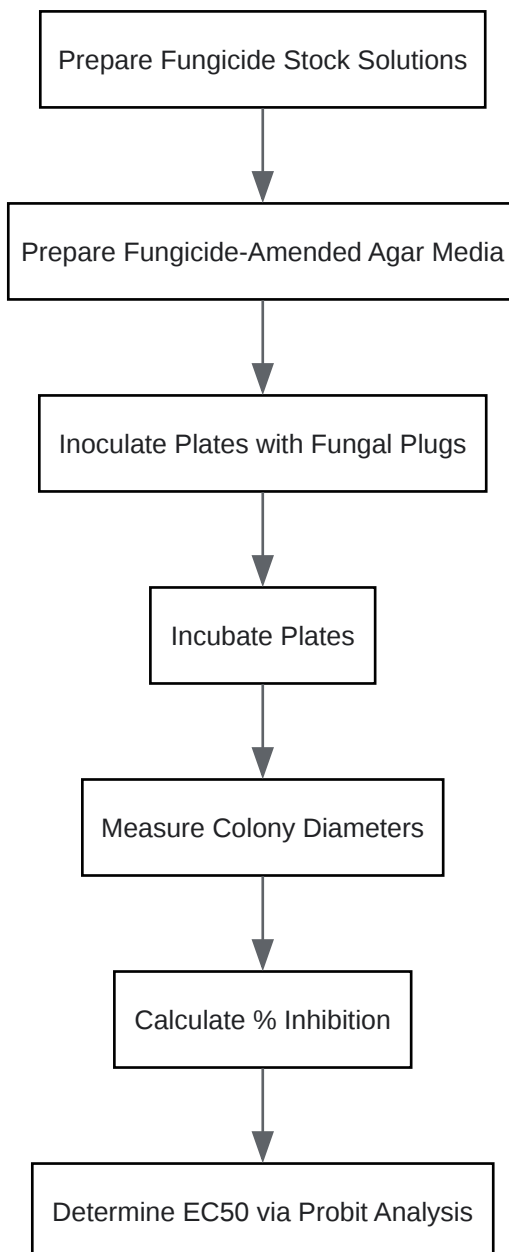 Prepare Fungicide Stock Solutions
Prepare Fungicide-Amended Agar Media
Inoculate Plates with Fungal Plugs
Incubate Plates
Measure Colony Diameters
Calculate % Inhibition
Determine EC50 via Probit Analysis